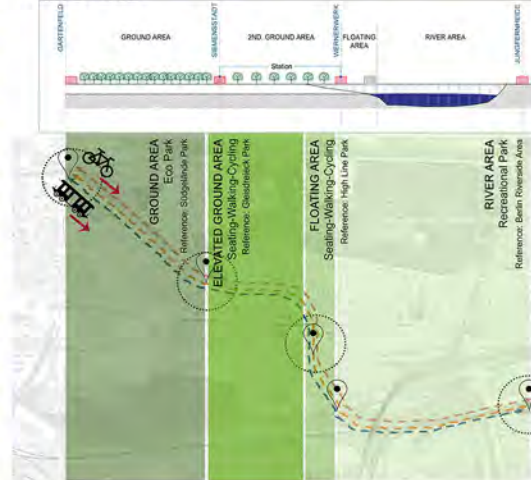 GARTENFELD
GROUND AREA
SIEMENSSTADT
2ND. GROUND AREA
Station
WERNERWERK
FLOATING
AREA
RIVER AREA
JUNGFERNHEIDE
GROUND AREA
Eco Park
Reference: Südgelände Park
ELEVATED GROUND AREA
Seating-Walking-Cycling
Reference: Gleisdreieck Park
FLOATING AREA
Seating-Walking-Cycling
Reference: High Line Park
RIVER AREA
Recreational Park
Reference: Berlin Riverside Area